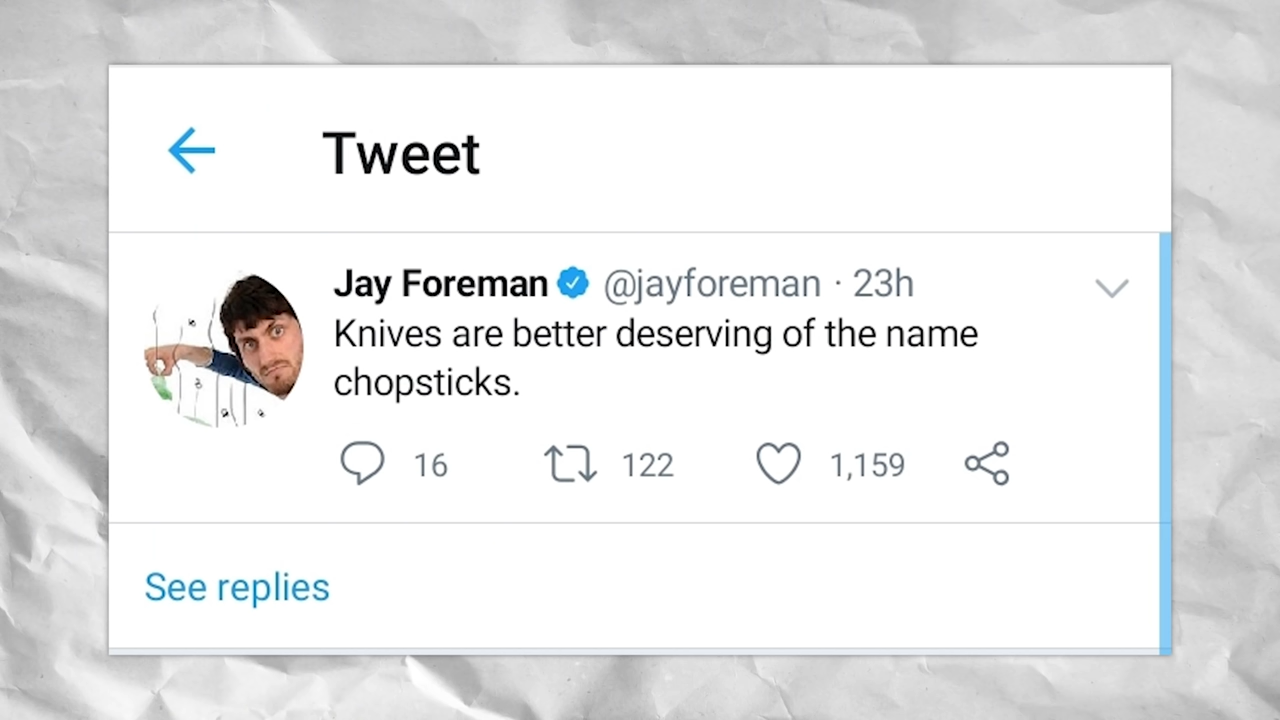 Tweet
Jay Foreman @jayforeman · 23h
Knives are better deserving of the name
chopsticks.
16 122 1,159
See replies